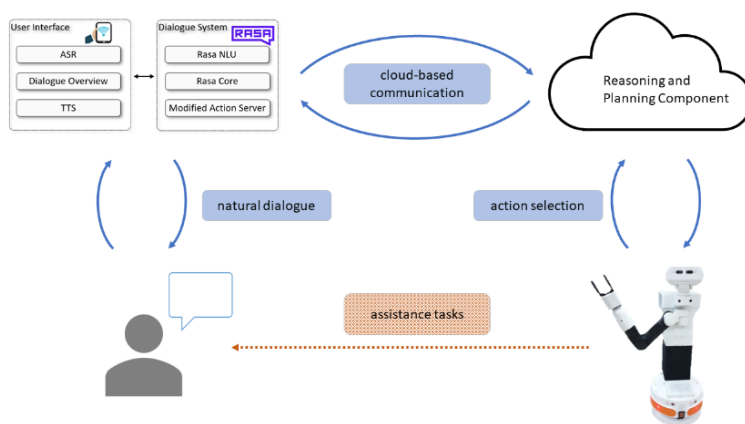 User Interface
ASR
Dialogue Overview
TTS
Dialogue System
RASA
Rasa NLU
Rasa Core
Modified Action Server
cloud-based
communication
Reasoning and
Planning Component
natural dialogue
action selection
assistance tasks